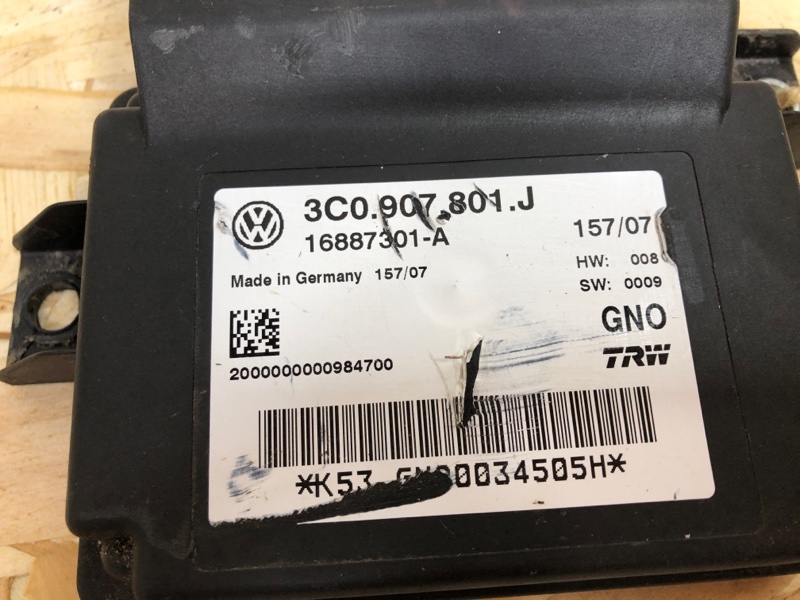 3C0.907.801.J
16887301-A
157/07
HW: 008
Made in Germany 157/07
SW: 0009
GNO
TRW
2000000000984700